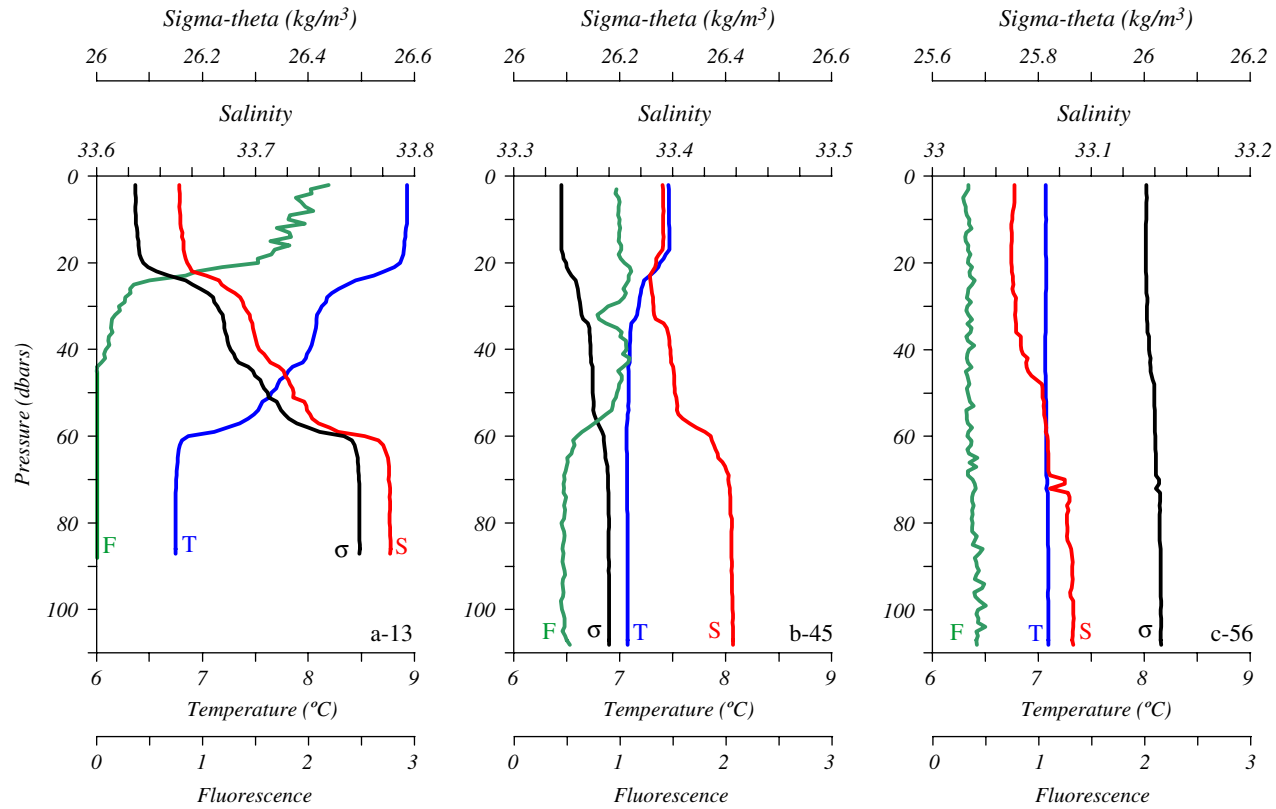 Sigma-theta (kg/m³) Sigma-theta (kg/m³) Sigma-theta (kg/m³)
26 26.2 26.4 26.6 26 26.2 26.4 26.6 25.6 25.8 26 26.2
Salinity Salinity Salinity
33.6 33.7 33.8 33.3 33.4 33.5 33 33.1 33.2
0 0 0
20 20 20
40 40 40
Pressure (dbars)
60 60 60
80 80 80
F T σ S
100 100 100
F σ T S
F T S σ
a-13 b-45 c-56
6 7 8 9 6 7 8 9 6 7 8 9
Temperature (ºC) Temperature (ºC) Temperature (ºC)
0 1 2 3 0 1 2 3 0 1 2 3
Fluorescence Fluorescence Fluorescence